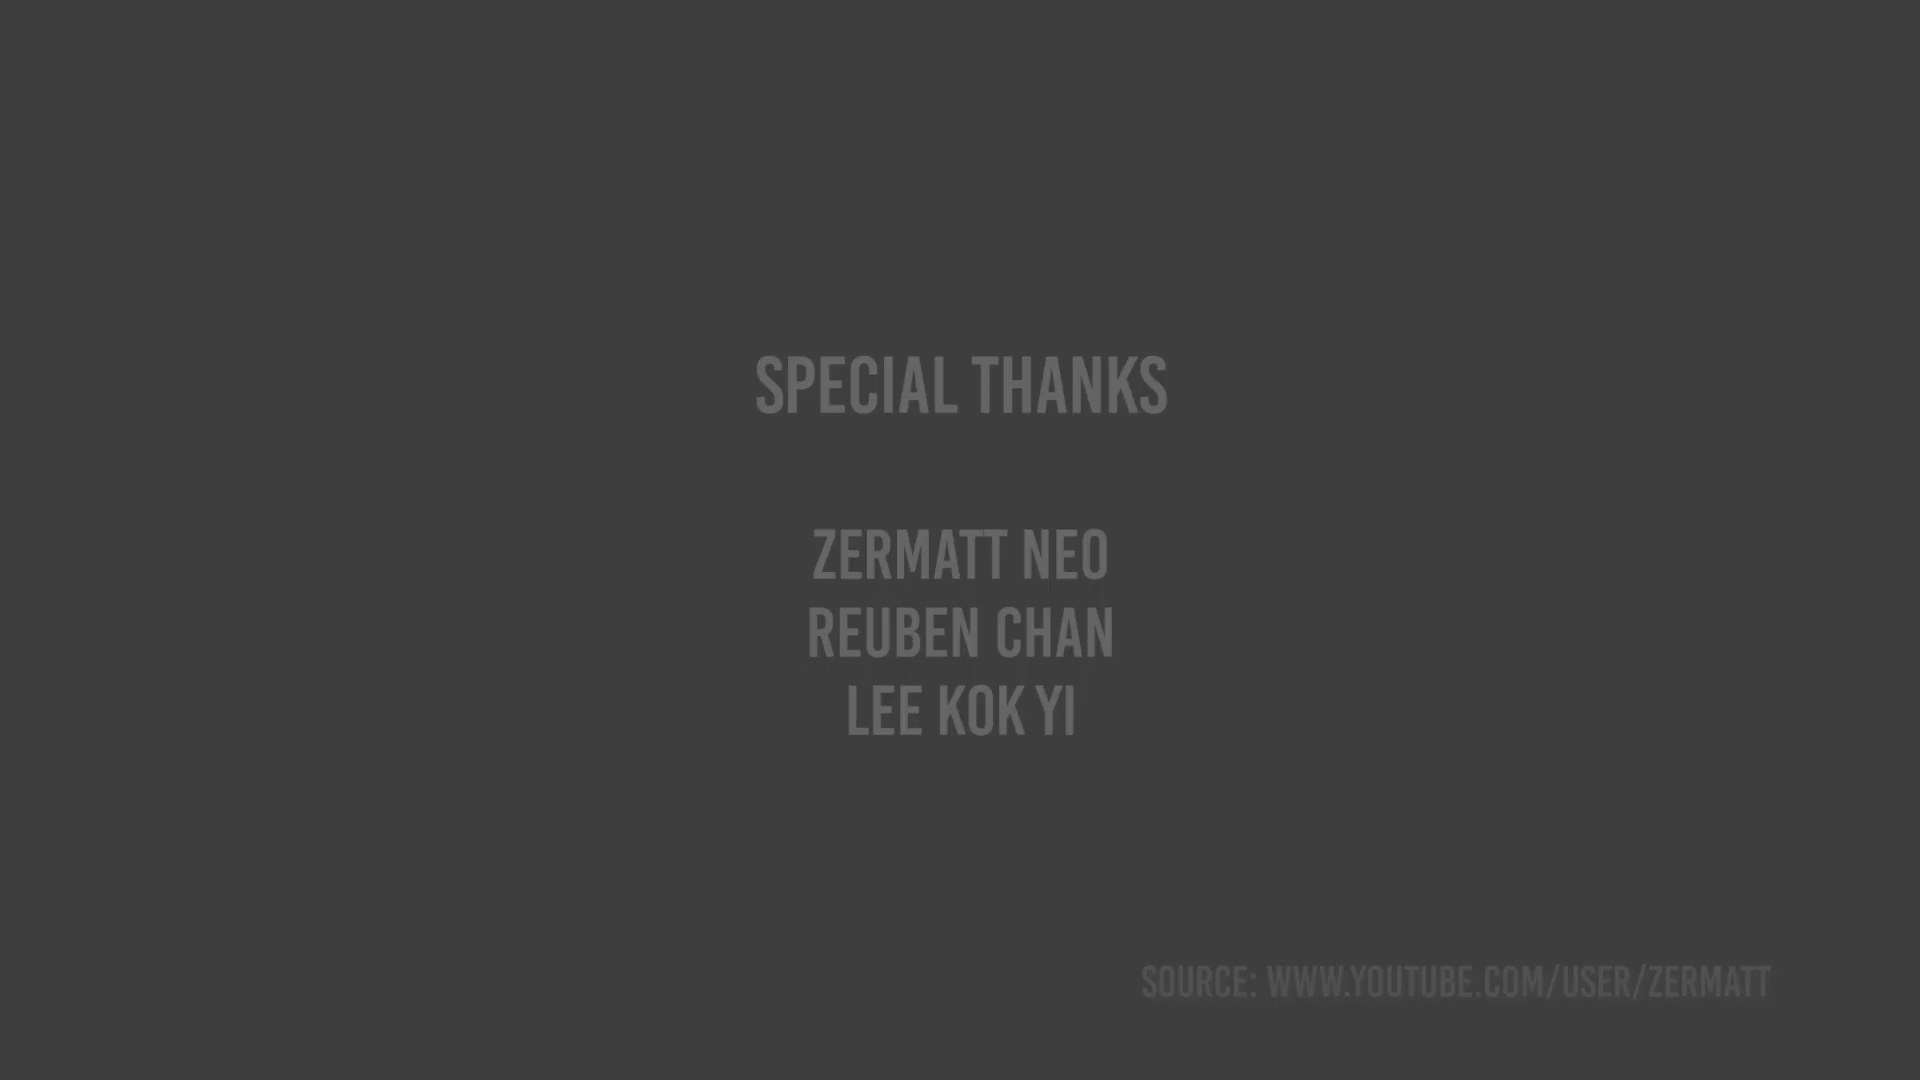 SPECIAL THANKS
ZERMATT NEO
REUBEN CHAN
LEE KOK YI
SOURCE: WWW.YOUTUBE.COM/USER/ZERMATT